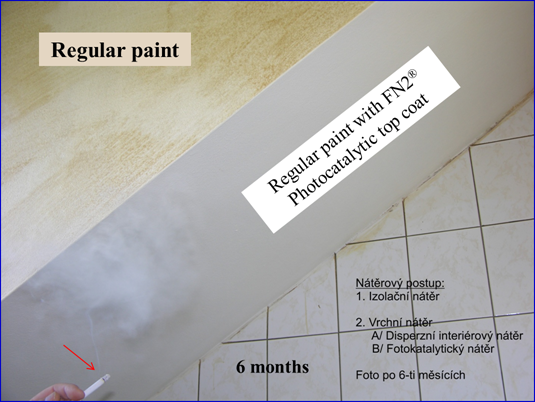 Regular paint
Regular paint with FN2®
Photocatalytic top coat
Nátěrový postup:
1. Izolační nátěr
2. Vrchní nátěr
A/ Disperzní interiérový nátěr
B/ Fotokatalytický nátěr
6 months
Foto po 6-ti měsících